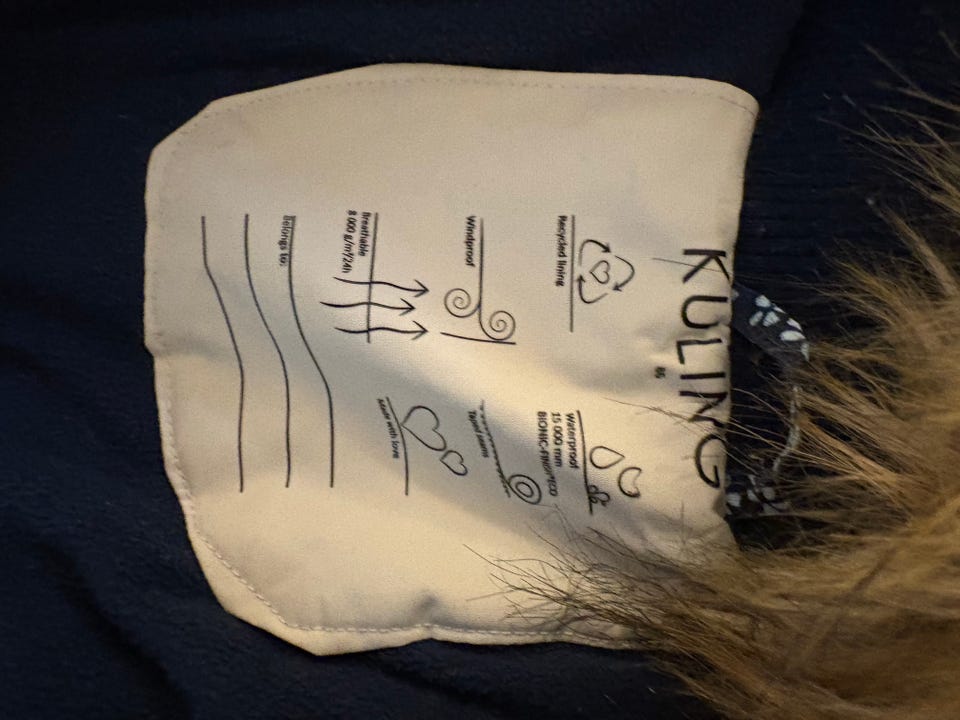 KULING
86
Recycled lining
Waterproof
15 000 mm
BIONIC-FINISH®ECO
Windproof
Taped seams
Breathable
8 000 g/m²/24h
Made with love
Belongs to: